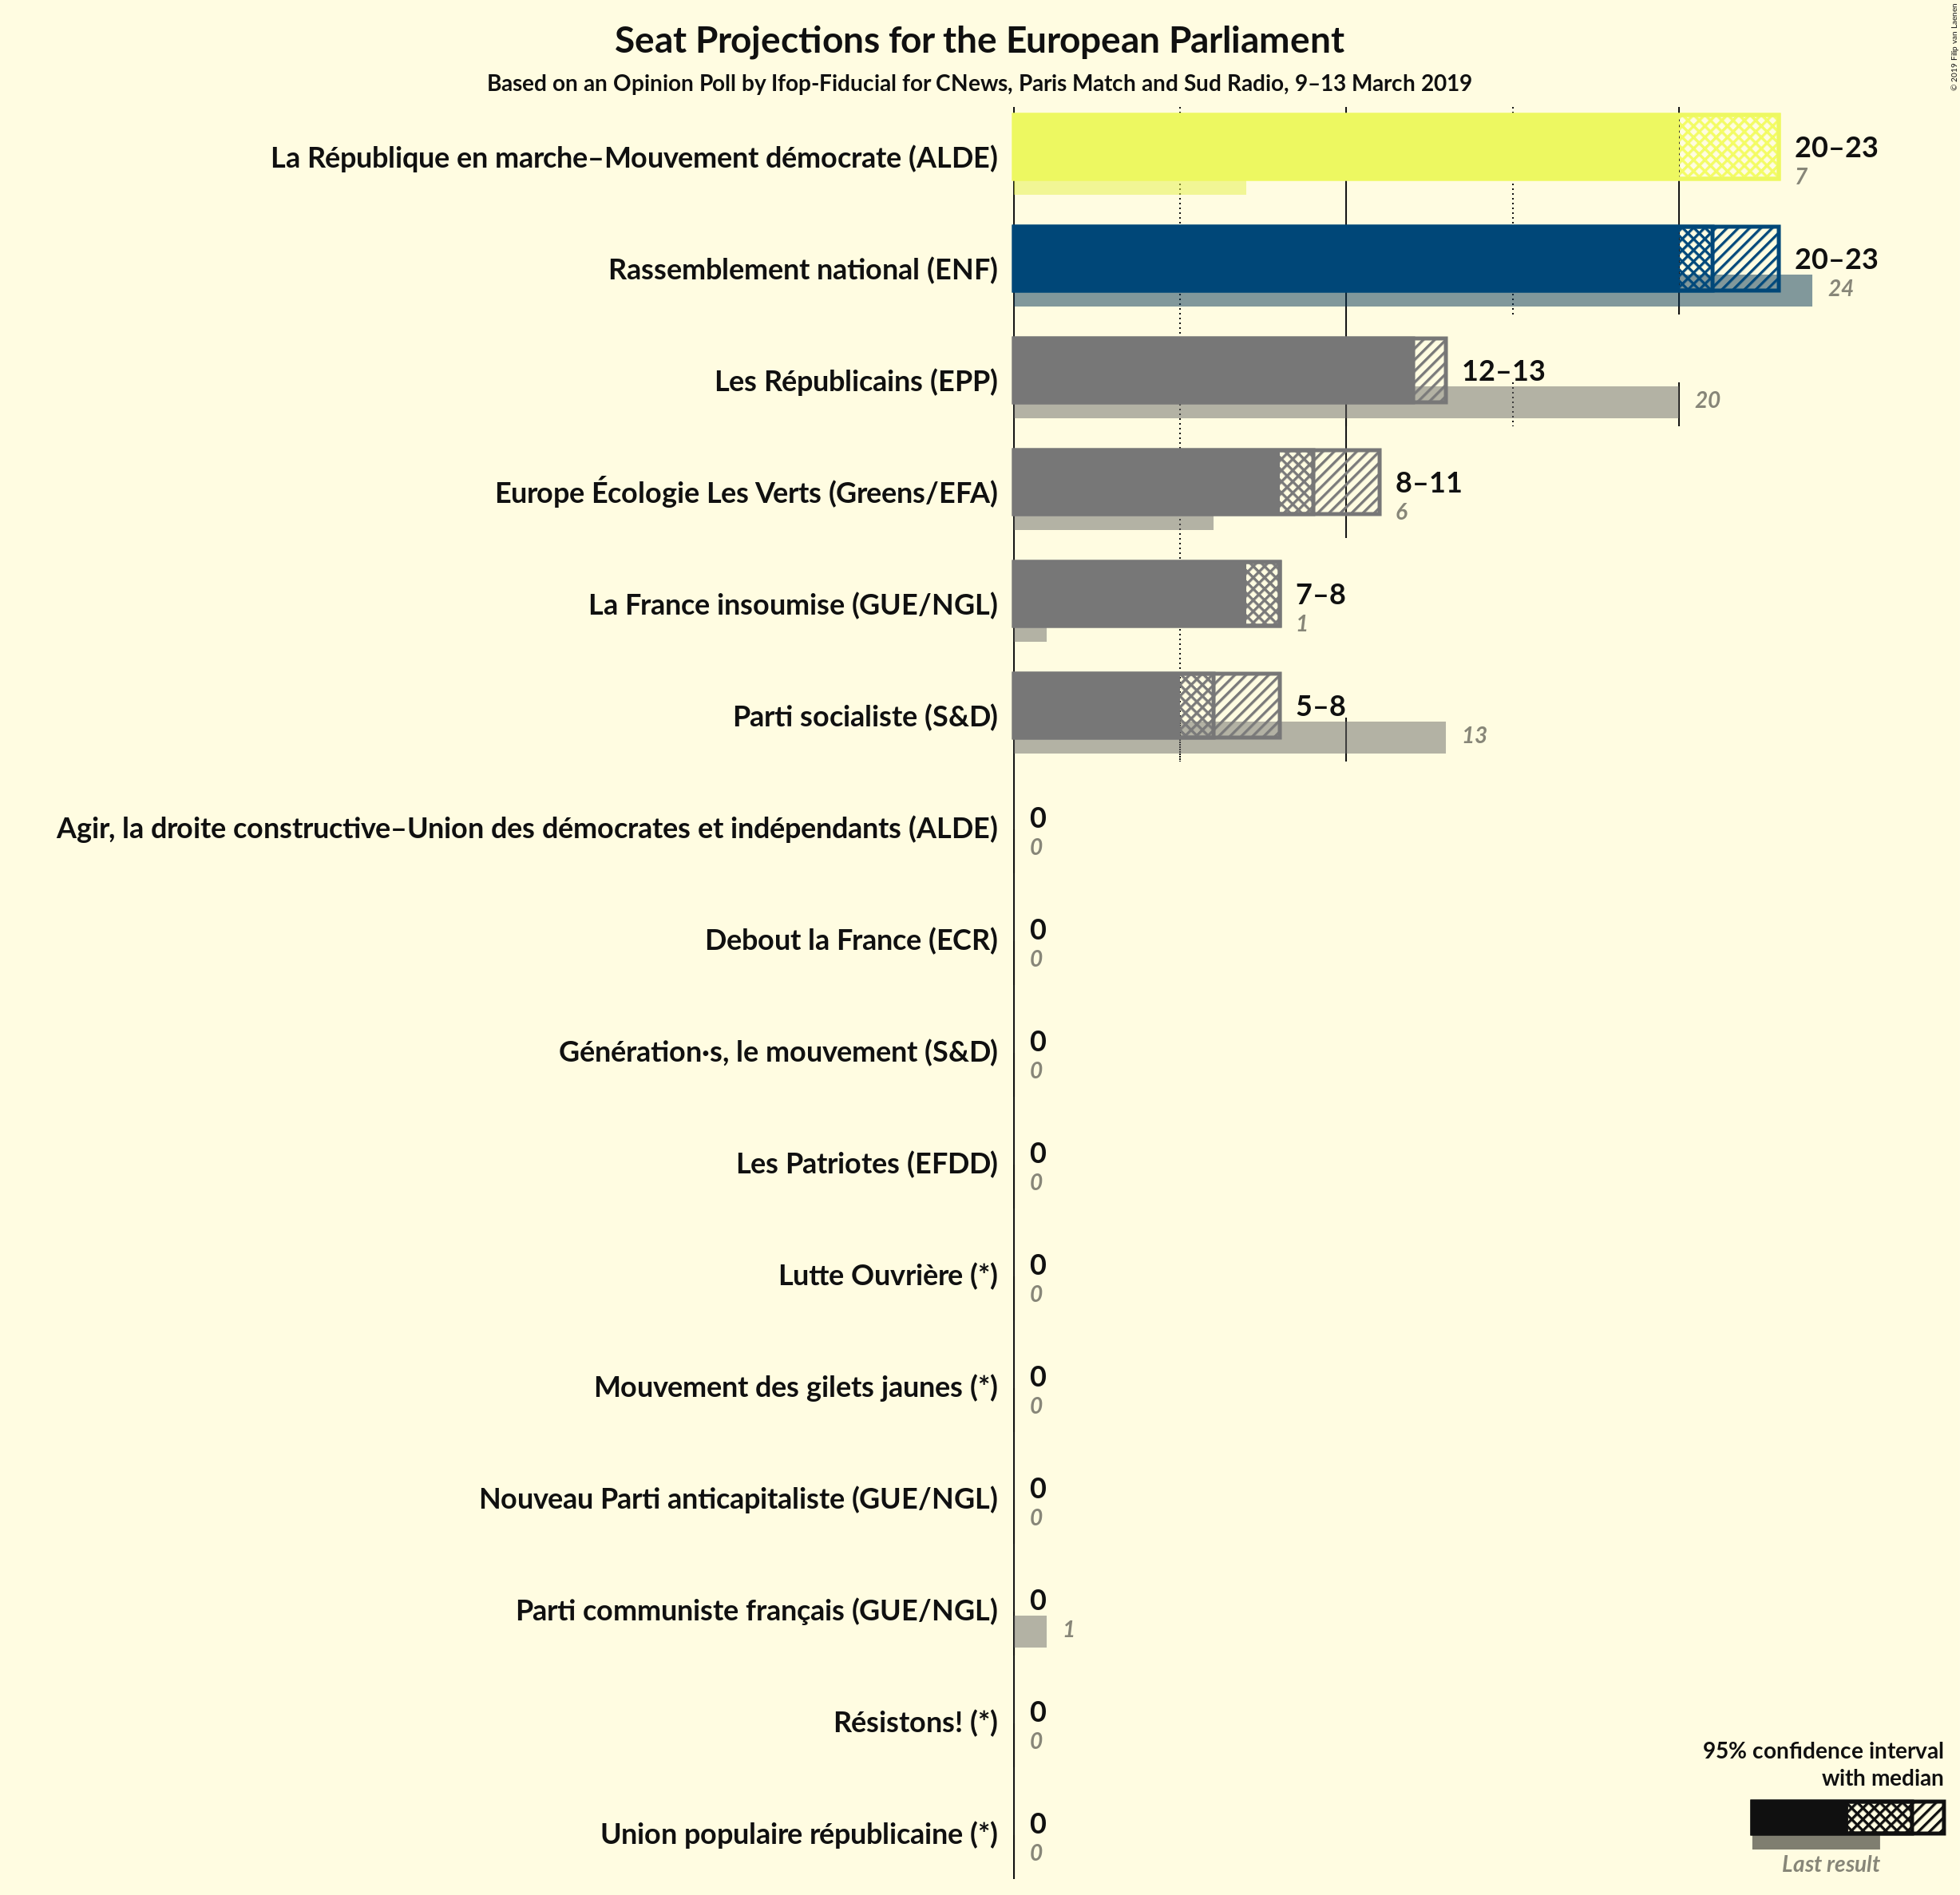 Seat Projections for the European Parliament
Based on an Opinion Poll by Ifop-Fiducial for CNews, Paris Match and Sud Radio, 9–13 March 2019
© 2019 Filip van Laenen
La République en marche–Mouvement démocrate (ALDE)
20–23
7
Rassemblement national (ENF)
20–23
24
Les Républicains (EPP)
12–13
20
Europe Écologie Les Verts (Greens/EFA)
8–11
6
La France insoumise (GUE/NGL)
7–8
1
Parti socialiste (S&D)
5–8
13
Agir, la droite constructive–Union des démocrates et indépendants (ALDE)
0
0
Debout la France (ECR)
0
0
Génération·s, le mouvement (S&D)
0
0
Les Patriotes (EFDD)
0
0
Lutte Ouvrière (*)
0
0
Mouvement des gilets jaunes (*)
0
0
Nouveau Parti anticapitaliste (GUE/NGL)
0
0
Parti communiste français (GUE/NGL)
0
1
Résistons! (*)
0
0
Union populaire républicaine (*)
0
0
95% confidence interval
with median
Last result